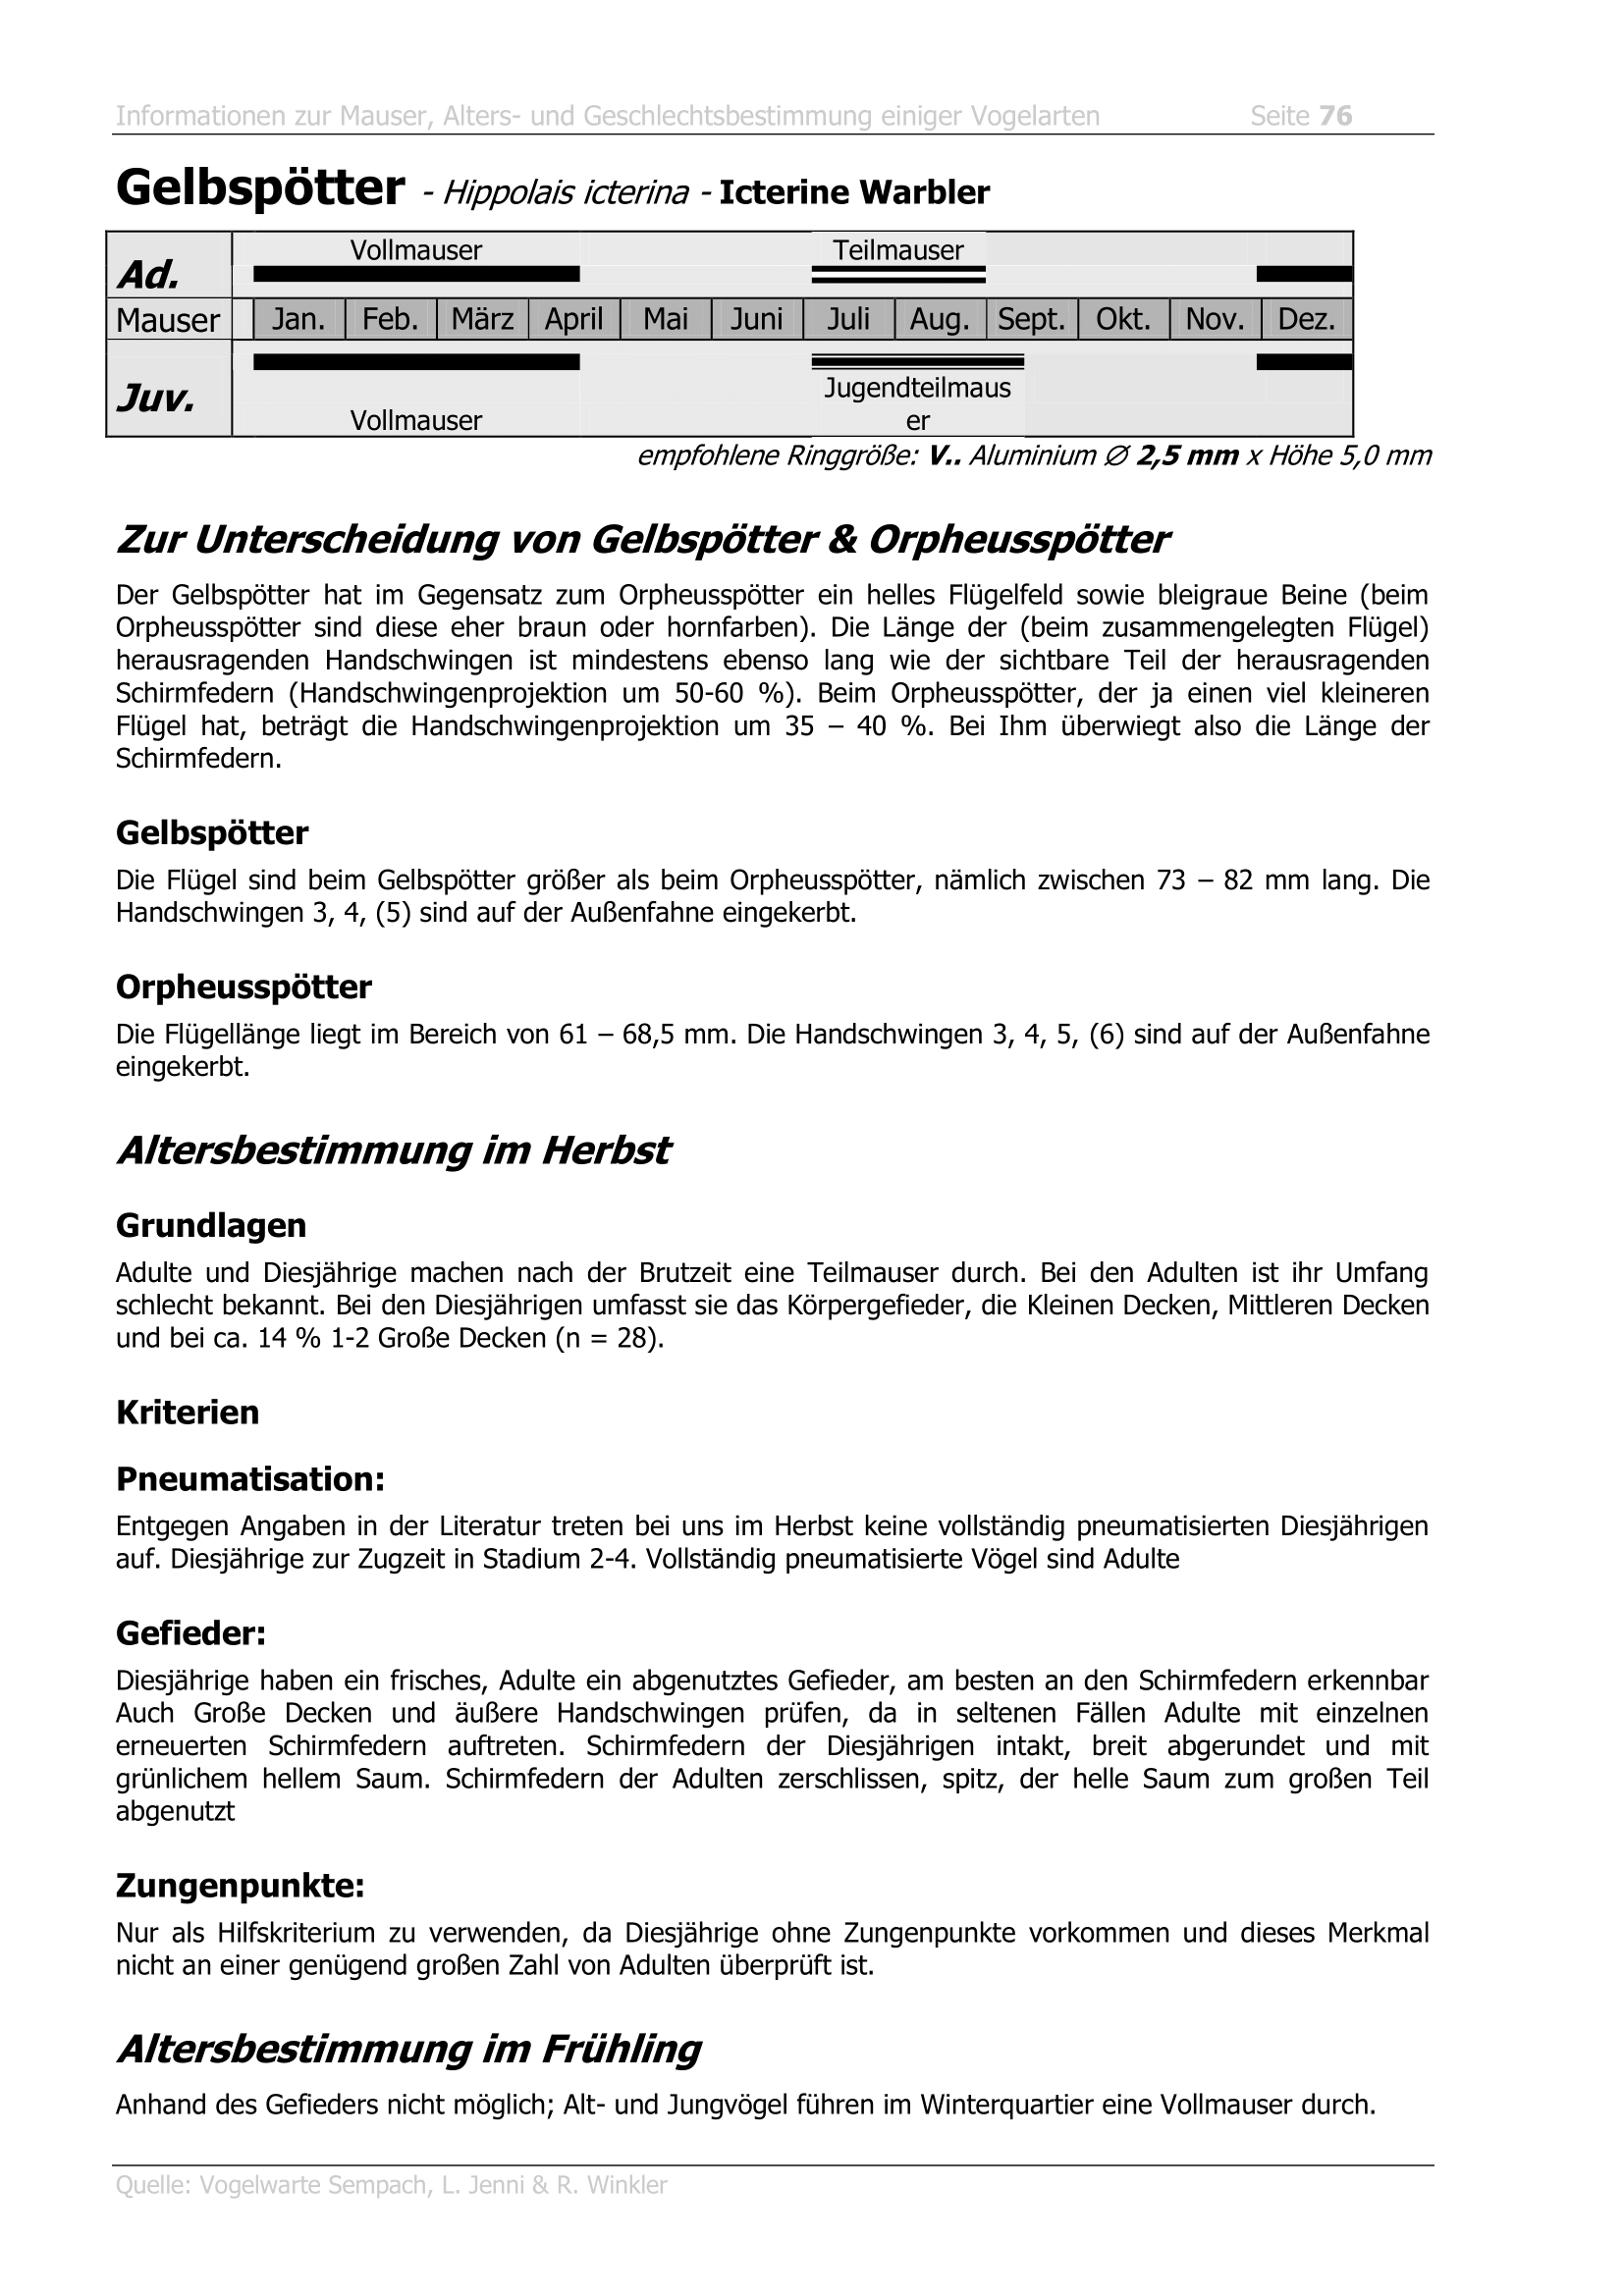 Informationen zur Mauser, Alters- und Geschlechtsbestimmung einiger Vogelarten Seite 76
Gelbspötter - Hippolais icterina - Icterine Warbler
Vollmauser Teilmauser
Ad.
Mauser Jan. Feb. März April Mai Juni Juli Aug. Sept. Okt. Nov. Dez.
Juv.
Jugendteilmaus
Vollmauser er
empfohlene Ringgröße: V.. Aluminium ∅ 2,5 mm x Höhe 5,0 mm
Zur Unterscheidung von Gelbspötter & Orpheusspötter
Der Gelbspötter hat im Gegensatz zum Orpheusspötter ein helles Flügelfeld sowie bleigraue Beine (beim
Orpheusspötter sind diese eher braun oder hornfarben). Die Länge der (beim zusammengelegten Flügel)
herausragenden Handschwingen ist mindestens ebenso lang wie der sichtbare Teil der herausragenden
Schirmfedern (Handschwingenprojektion um 50-60 %). Beim Orpheusspötter, der ja einen viel kleineren
Flügel hat, beträgt die Handschwingenprojektion um 35 – 40 %. Bei Ihm überwiegt also die Länge der
Schirmfedern.
Gelbspötter
Die Flügel sind beim Gelbspötter größer als beim Orpheusspötter, nämlich zwischen 73 – 82 mm lang. Die
Handschwingen 3, 4, (5) sind auf der Außenfahne eingekerbt.
Orpheusspötter
Die Flügellänge liegt im Bereich von 61 – 68,5 mm. Die Handschwingen 3, 4, 5, (6) sind auf der Außenfahne
eingekerbt.
Altersbestimmung im Herbst
Grundlagen
Adulte und Diesjährige machen nach der Brutzeit eine Teilmauser durch. Bei den Adulten ist ihr Umfang
schlecht bekannt. Bei den Diesjährigen umfasst sie das Körpergefieder, die Kleinen Decken, Mittleren Decken
und bei ca. 14 % 1-2 Große Decken (n = 28).
Kriterien
Pneumatisation:
Entgegen Angaben in der Literatur treten bei uns im Herbst keine vollständig pneumatisierten Diesjährigen
auf. Diesjährige zur Zugzeit in Stadium 2-4. Vollständig pneumatisierte Vögel sind Adulte
Gefieder:
Diesjährige haben ein frisches, Adulte ein abgenutztes Gefieder, am besten an den Schirmfedern erkennbar
Auch Große Decken und äußere Handschwingen prüfen, da in seltenen Fällen Adulte mit einzelnen
erneuerten Schirmfedern auftreten. Schirmfedern der Diesjährigen intakt, breit abgerundet und mit
grünlichem hellem Saum. Schirmfedern der Adulten zerschlissen, spitz, der helle Saum zum großen Teil
abgenutzt
Zungenpunkte:
Nur als Hilfskriterium zu verwenden, da Diesjährige ohne Zungenpunkte vorkommen und dieses Merkmal
nicht an einer genügend großen Zahl von Adulten überprüft ist.
Altersbestimmung im Frühling
Anhand des Gefieders nicht möglich; Alt- und Jungvögel führen im Winterquartier eine Vollmauser durch.
Quelle: Vogelwarte Sempach, L. Jenni & R. Winkler